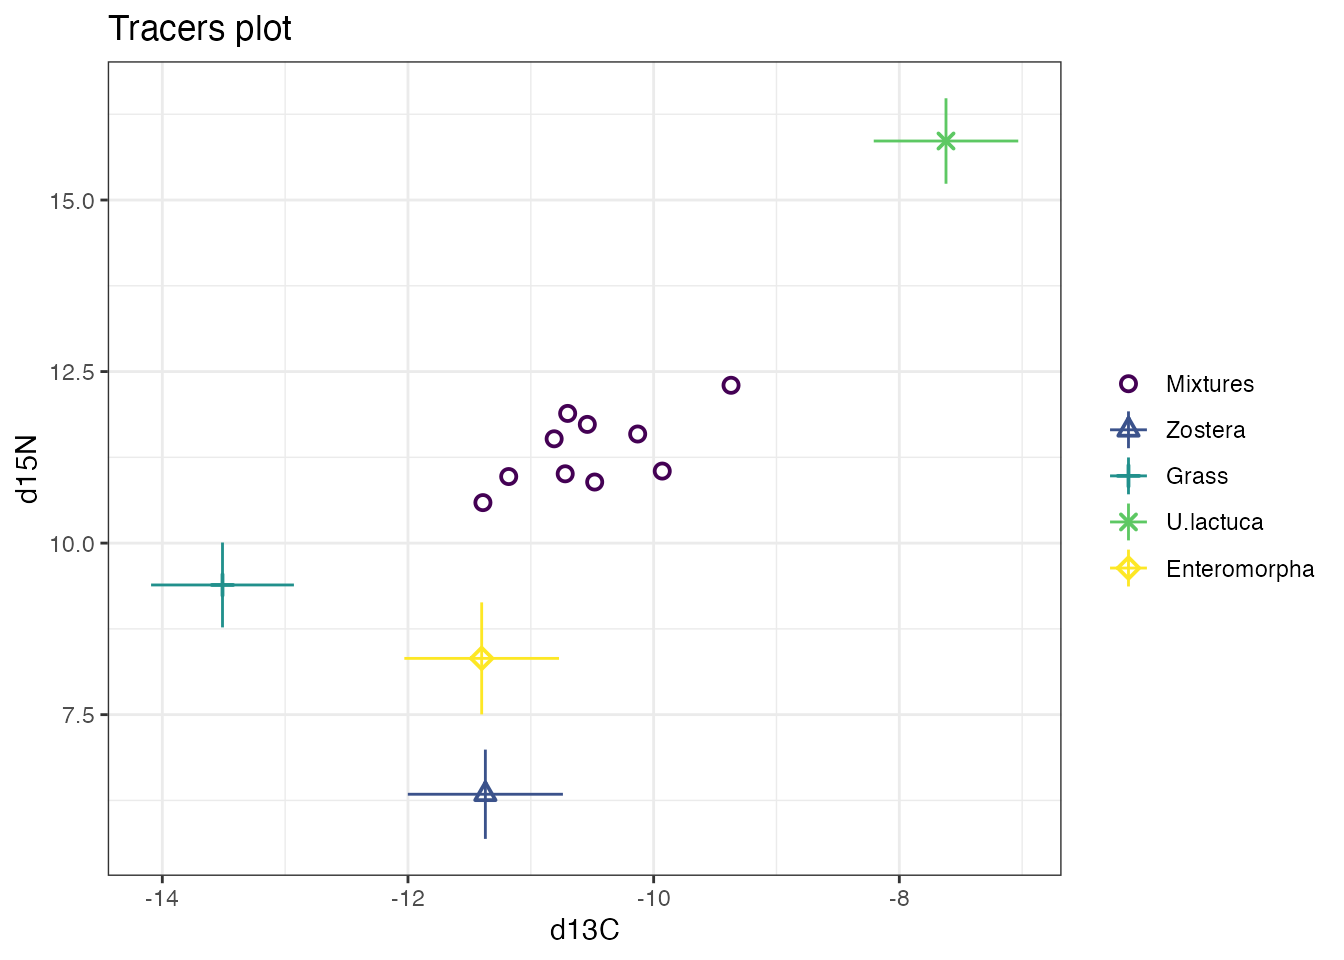 Tracers plot
d15N
15.0
12.5
10.0
7.5
-14
-12
-10
-8
d13C
Mixtures
Zostera
Grass
U.lactuca
Enteromorpha